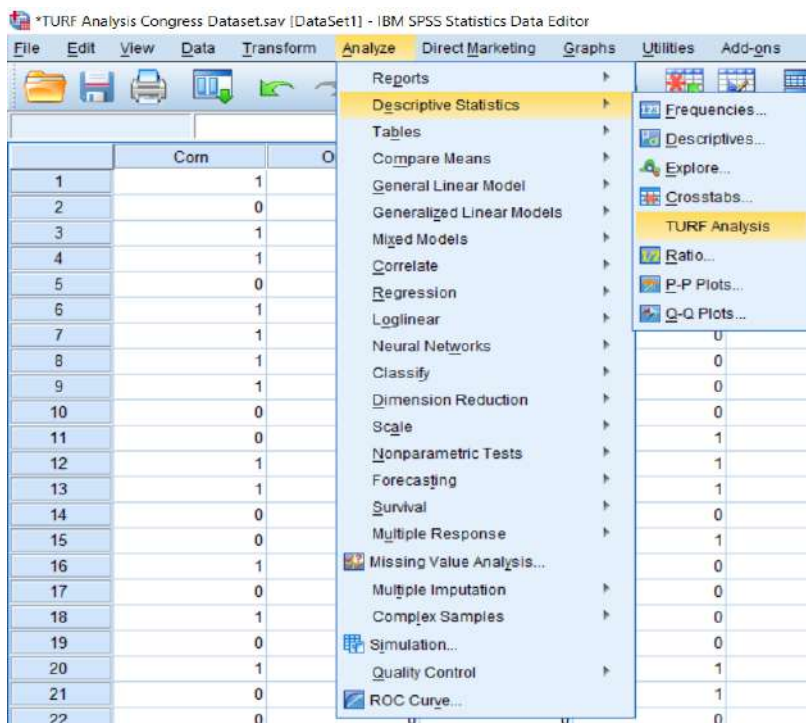 *TURF Analysis Congress Dataset.sav [DataSet1] - IBM SPSS Statistics Data Editor
File Edit View Data Transform Analyze Direct Marketing Graphs Utilities Add-ons
Reports
Descriptive Statistics
Tables
Compare Means
General Linear Model
Generalized Linear Models
Mixed Models
Correlate
Regression
Loglinear
Neural Networks
Classify
Dimension Reduction
Scale
Nonparametric Tests
Forecasting
Survival
Multiple Response
Missing Value Analysis...
Multiple Imputation
Complex Samples
Simulation...
Quality Control
ROC Curve...
Frequencies...
Descriptives...
Explore...
Crosstabs...
TURF Analysis
Ratio...
P-P Plots...
Q-Q Plots...
Corn O
1 1
2 0
3 1
4 1
5 0
6 1
7 1 0
8 1 0
9 1 0
10 0 0
11 0 1
12 1 1
13 1 1
14 0 0
15 0 1
16 1 0
17 0 0
18 1 0
19 0 0
20 1 1
21 0 1
22 0 0